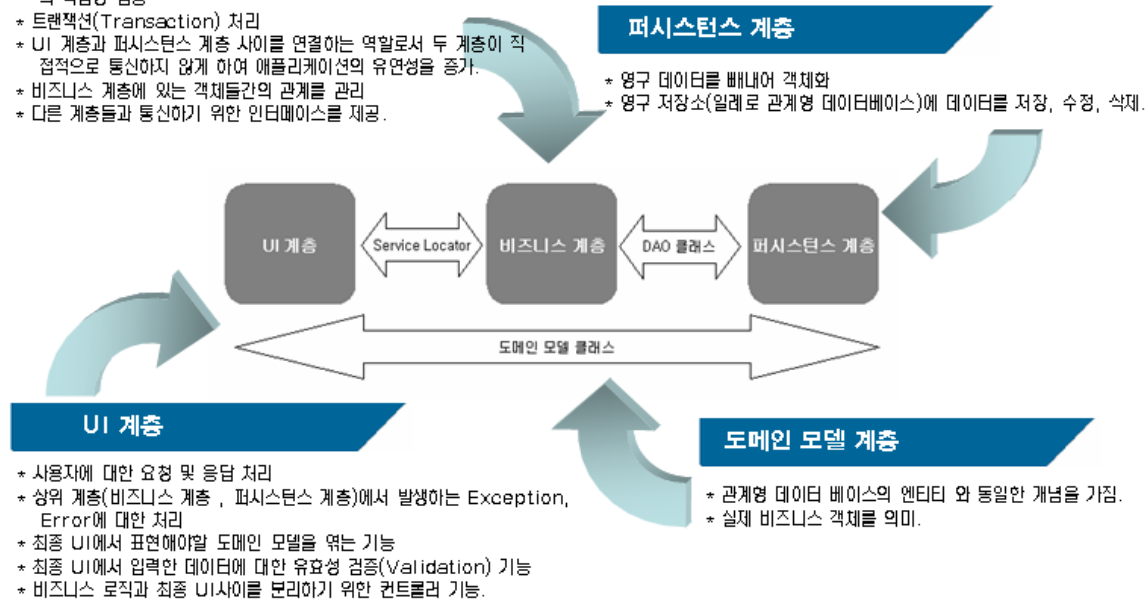 * 트랜잭션(Transaction) 처리
* UI 계층과 퍼시스턴스 계층 사이를 연결하는 역할로서 두 계층이 직
접적으로 통신하지 않게 하여 애플리케이션의 유연성을 증가.
* 비즈니스 계층에 있는 객체들간의 관계를 관리
* 다른 계층들과 통신하기 위한 인터페이스를 제공.
퍼시스턴스 계층
* 영구 데이터를 빼내어 객체화
* 영구 저장소(일례로 관계형 데이터베이스)에 데이터를 저장, 수정, 삭제.
UI 계층
Service Locator
비즈니스 계층
DAO 클래스
퍼시스턴스 계층
도메인 모델 클래스
UI 계층
* 사용자에 대한 요청 및 응답 처리
* 상위 계층(비즈니스 계층 , 퍼시스턴스 계층)에서 발생하는 Exception,
Error에 대한 처리
* 최종 UI에서 표현해야할 도메인 모델을 엮는 기능
* 최종 UI에서 입력한 데이터에 대한 유효성 검증(Validation) 기능
* 비즈니스 로직과 최종 UI사이를 분리하기 위한 컨트롤러 기능.
도메인 모델 계층
* 관계형 데이터 베이스의 엔티티 와 동일한 개념을 가짐.
* 실제 비즈니스 객체를 의미.